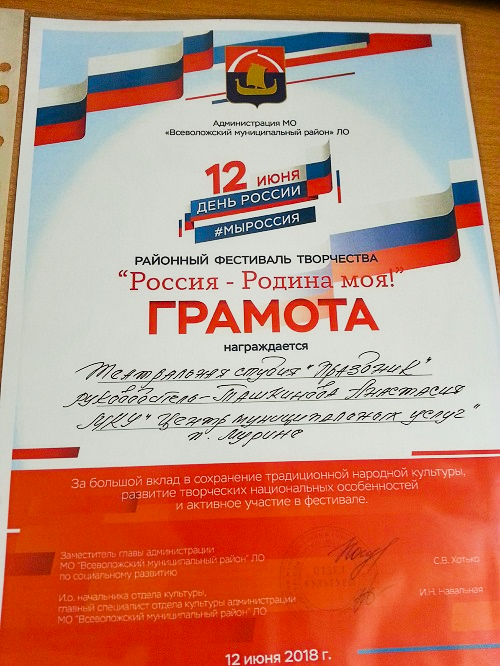 Администрация МО
«Всеволожский муниципальный район» ЛО
12 июня
ДЕНЬ РОССИИ
#МЫРОССИЯ
РАЙОННЫЙ ФЕСТИВАЛЬ ТВОРЧЕСТВА
“Россия - Родина моя!”
ГРАМОТА
награждается
Театральная студия "Праздник"
руководитель - Ташкинова Анастасия
МКУ "Центр муниципальных услуг"
п. Мурино
За большой вклад в сохранение традиционной народной культуры,
развитие творческих национальных особенностей
и активное участие в фестивале.
Заместитель главы администрации
МО "Всеволожский муниципальный район" ЛО
по социальному развитию
С.В. Хотько
И.о. начальника отдела культуры,
главный специалист отдела культуры администрации
МО "Всеволожский муниципальный район" ЛО
И.Н. Навальная
12 июня 2018 г.